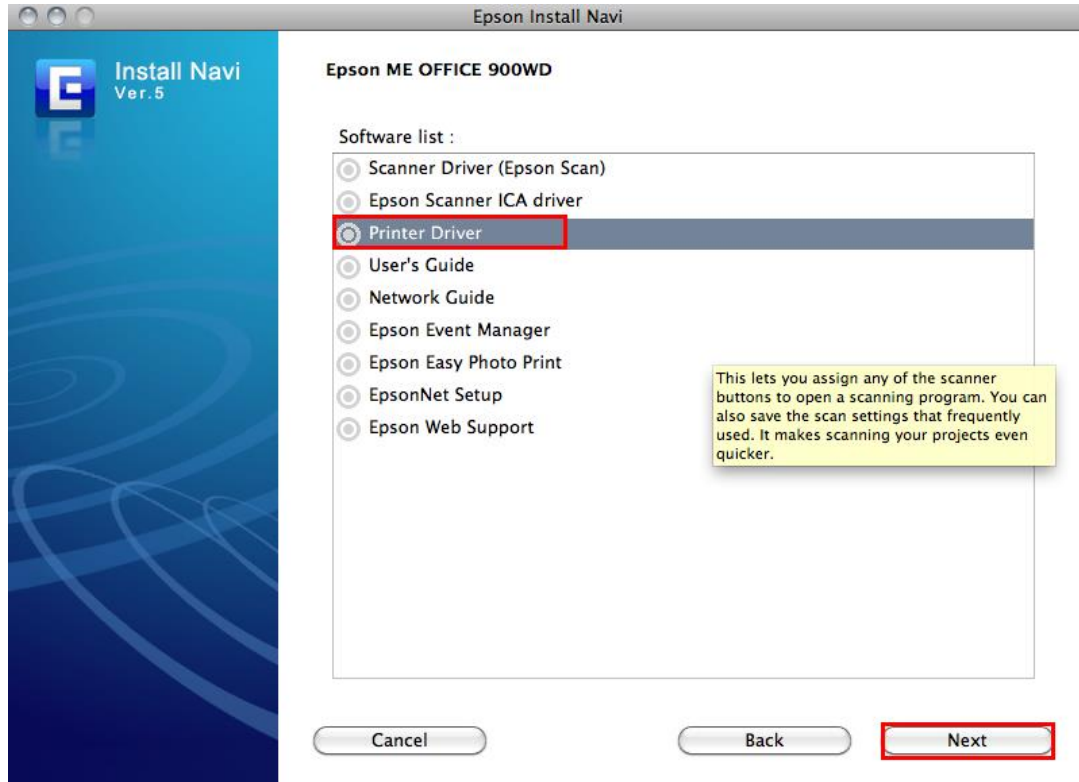 Epson Install Navi
Install Navi
Ver.5
Epson ME OFFICE 900WD
Software list :
Scanner Driver (Epson Scan)
Epson Scanner ICA driver
Printer Driver
User's Guide
Network Guide
Epson Event Manager
Epson Easy Photo Print
EpsonNet Setup
Epson Web Support
This lets you assign any of the scanner
buttons to open a scanning program. You can
also save the scan settings that frequently
used. It makes scanning your projects even
quicker.
Cancel
Back
Next